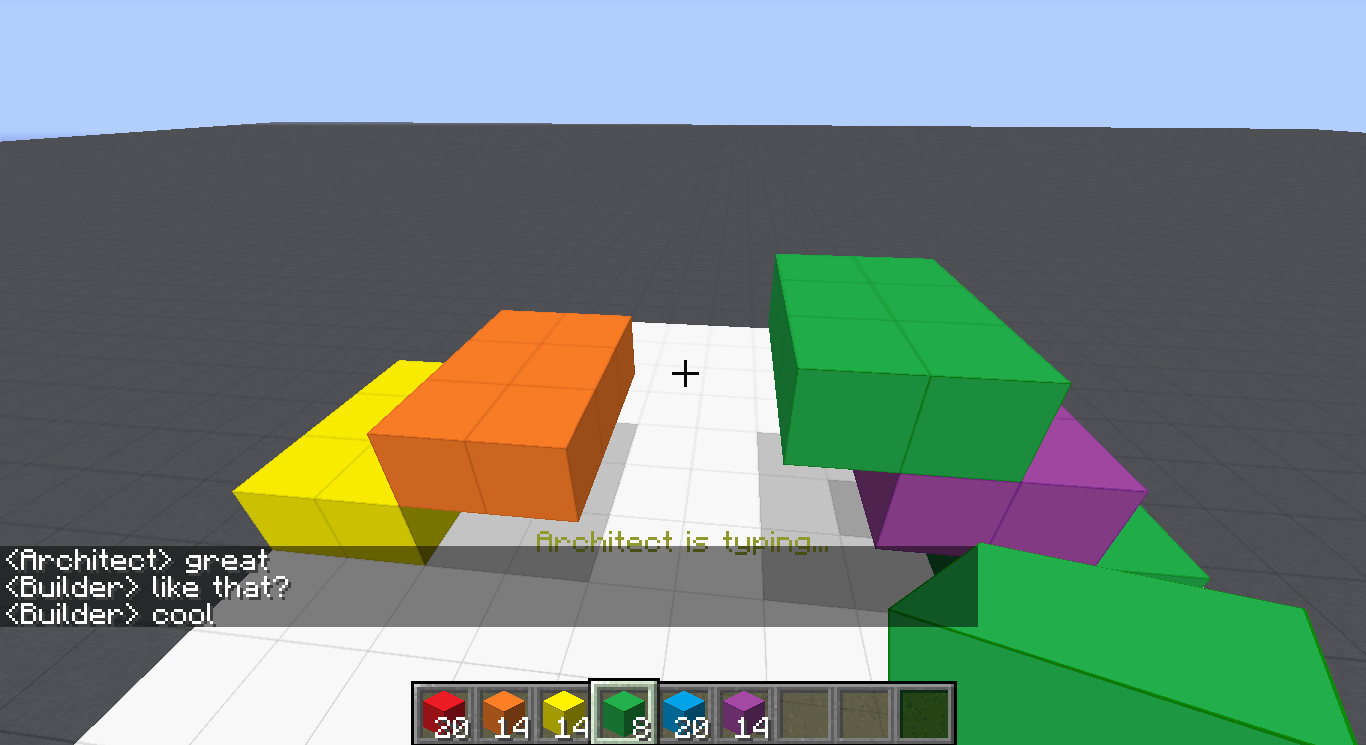 Architect is typing...
<Architect> great
<Builder> like that?
<Builder> cool
20 14 14 8 20 14